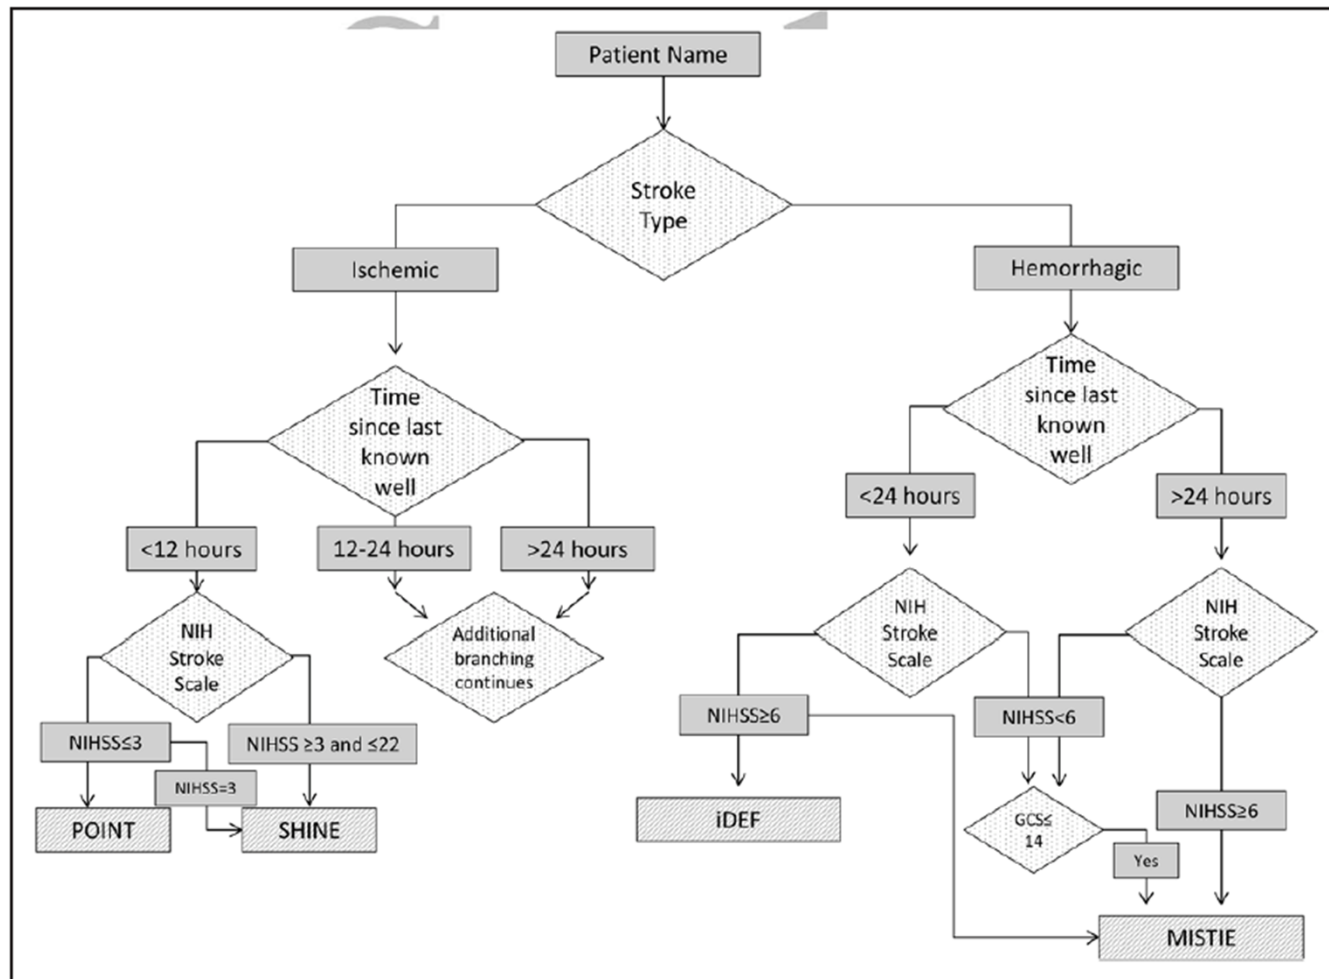 Patient Name
Stroke
Type
Ischemic
Hemorrhagic
Time
since last
known
well
Time
since last
known
well
<24 hours
>24 hours
<12 hours
12-24 hours
>24 hours
NIH
Stroke
Scale
Additional
branching
continues
NIH
Stroke
Scale
NIH
Stroke
Scale
NIHSS≤3
NIHSS ≥3 and ≤22
NIHSS≥6
NIHSS<6
NIHSS=3
NIHSS≥6
POINT
SHINE
iDEF
GCS≤
14
Yes
MISTIE